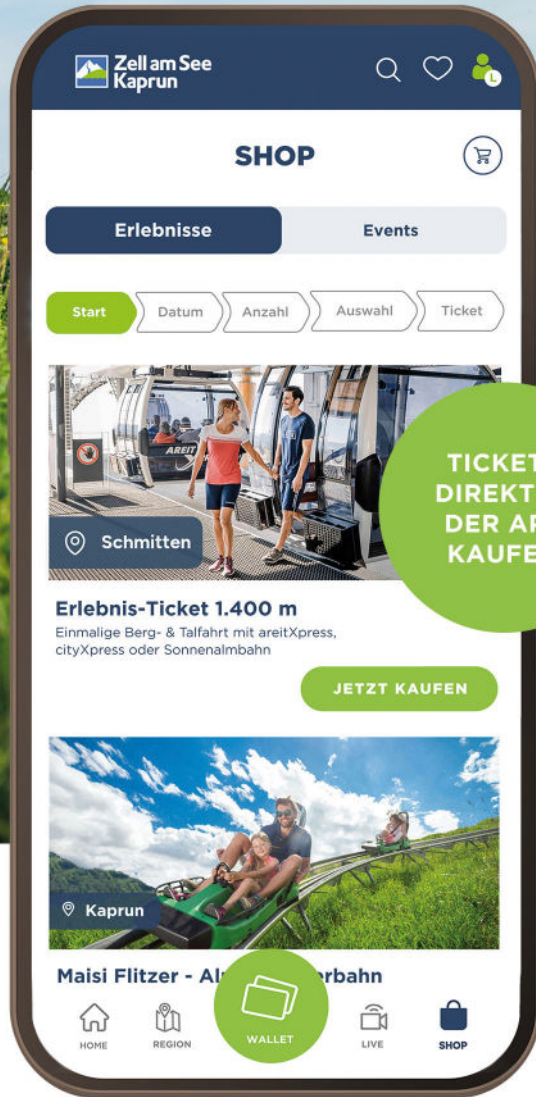 Zell am See
Kaprun
SHOP
Erlebnisse
Events
Start
Datum
Anzahl
Auswahl
Ticket
AREIT
Schmitten
TICKET
DIREKT
DER
KAUFE
Erlebnis-Ticket 1.400 m
Einmalige Berg- & Talfahrt mit areitXpress,
cityXpress oder Sonnenalmbahn
JETZT KAUFEN
Kaprun
Maisi Flitzer - Al rbahn
HOME
REGION
WALLET
LIVE
SHOP
L